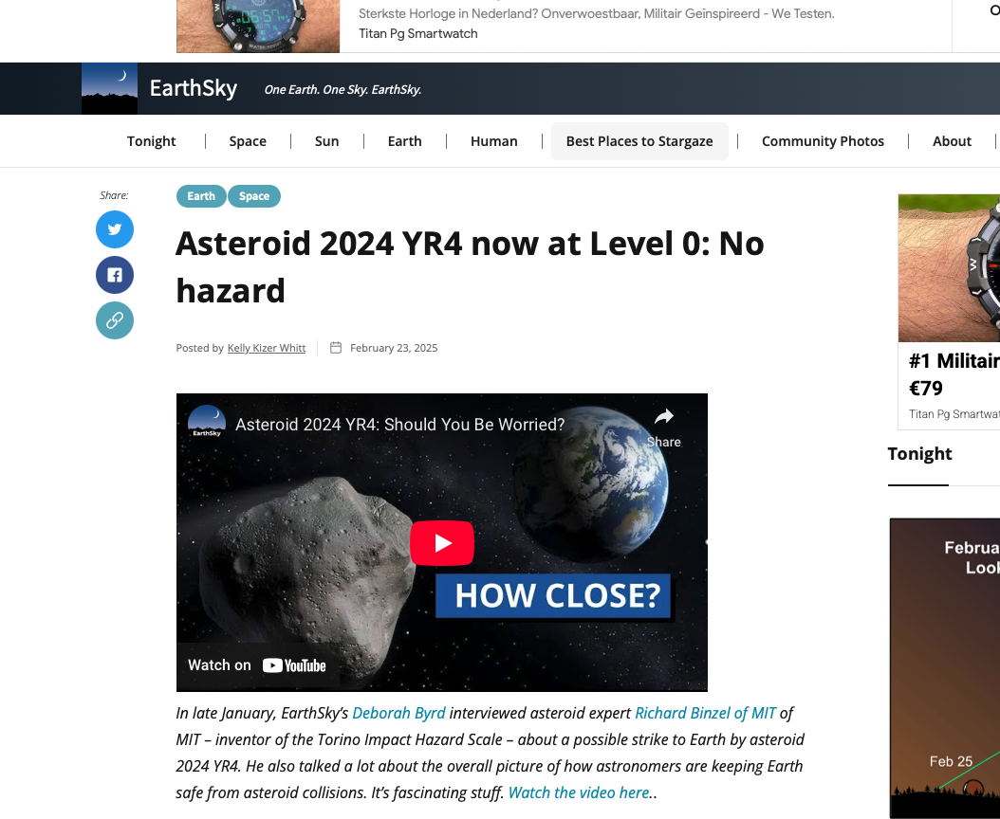 Sterkste Horloge in Nederland? Onverwoestbaar, Militair Geïnspireerd - We Testen.
Titan Pg Smartwatch
EarthSky
One Earth. One Sky. EarthSky.
Tonight
Space
Sun
Earth
Human
Best Places to Stargaze
Community Photos
About
Share:
Earth
Space
Asteroid 2024 YR4 now at Level 0: No
hazard
Posted by Kelly Kizer Whitt
February 23, 2025
EarthSky
Asteroid 2024 YR4: Should You Be Worried?
Share
HOW CLOSE?
Watch on YouTube
In late January, EarthSky's Deborah Byrd interviewed asteroid expert Richard Binzel of MIT of
MIT – inventor of the Torino Impact Hazard Scale – about a possible strike to Earth by asteroid
2024 YR4. He also talked a lot about the overall picture of how astronomers are keeping Earth
safe from asteroid collisions. It's fascinating stuff. Watch the video here..
#1 Militair
€79
Titan Pg Smartwat
Tonight
Februa
Look
Feb 25